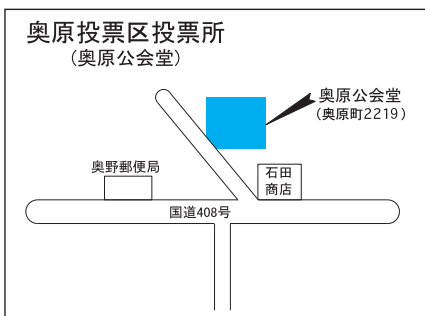 奥原投票区投票所
(奥原公会堂)
奥原公会堂
(奥原町2219)
奥野郵便局
石田
商店
国道408号